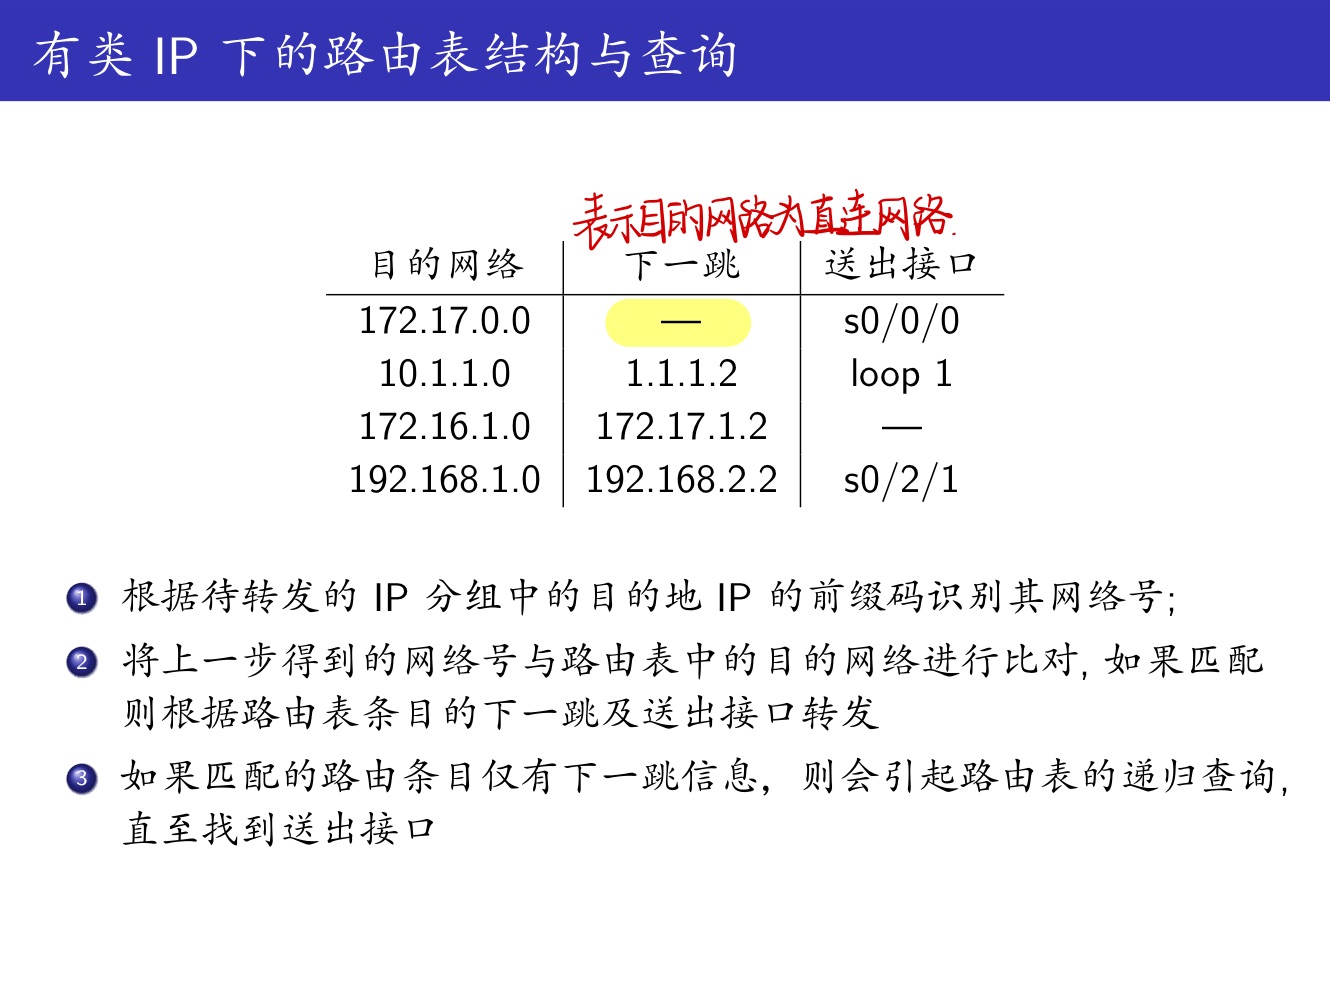 有类 IP 下的路由表结构与查询
表示目的网络为直连网络.
目的网络 下一跳 送出接口
172.17.0.0 — s0/0/0
10.1.1.0 1.1.1.2 loop 1
172.16.1.0 172.17.1.2 —
192.168.1.0 192.168.2.2 s0/2/1
1 根据待转发的 IP 分组中的目的地 IP 的前缀码识别其网络号;
2 将上一步得到的网络号与路由表中的目的网络进行比对, 如果匹配
则根据路由表条目的下一跳及送出接口转发
3 如果匹配的路由条目仅有下一跳信息，则会引起路由表的递归查询,
直至找到送出接口